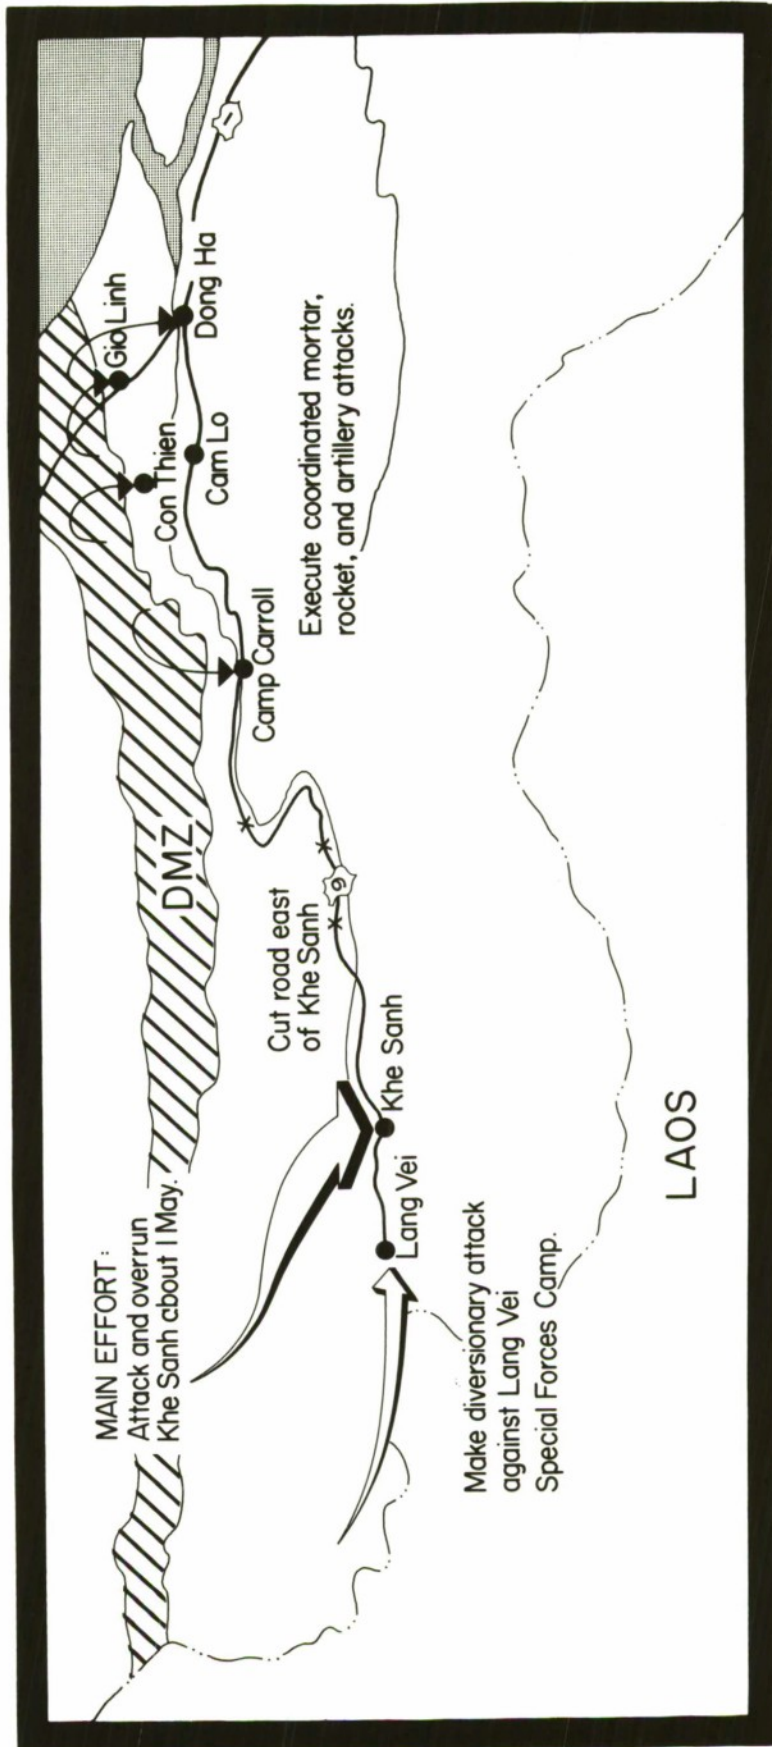 MAIN EFFORT:
Attack and overrun
Khe Sanh about 1 May.
DMZ
Con Thien
Gio Linh
Dong Ha
Cam Lo
Camp Carroll
1
Cut road east
of Khe Sanh
9
Execute coordinated mortar,
rocket, and artillery attacks.
Lang Vei
Khe Sanh
Make diversionary attack
against Lang Vei
Special Forces Camp.
LAOS